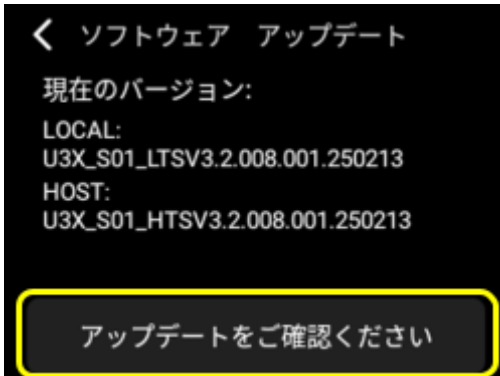 ソフトウェア　アップデート
現在のバージョン:
LOCAL:
U3X_S01_LTSV3.2.008.001.250213
HOST:
U3X_S01_HTSV3.2.008.001.250213
アップデートをご確認ください